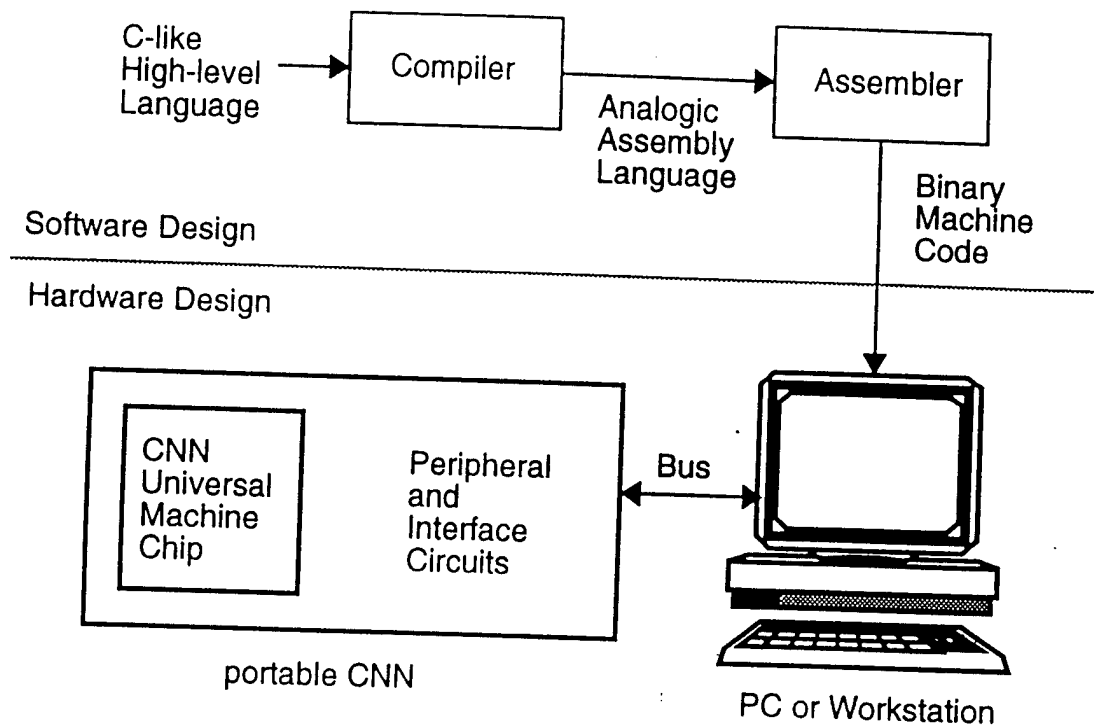 C-like
High-level
Language
Compiler
Analogic
Assembly
Language
Assembler
Binary
Machine
Code
Software Design
Hardware Design
CNN
Universal
Machine
Chip
Peripheral
and
Interface
Circuits
Bus
portable CNN
PC or Workstation